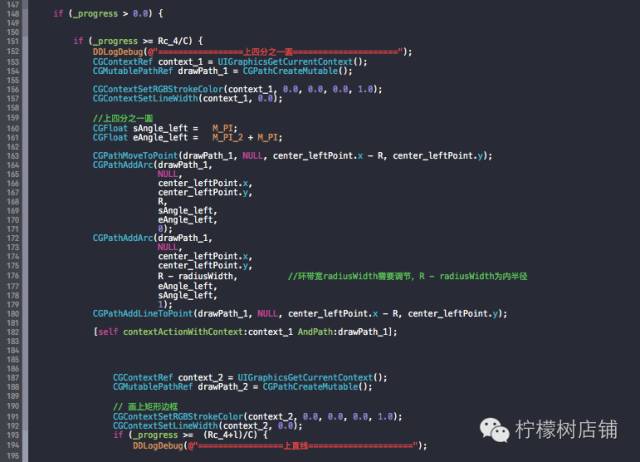 147
148 if (_progress > 0.0) {
149
150
151 if (_progress >= Rc_4/C) {
152 DDLogDebug(@"=================上四分之一圆=====================");
153 CGContextRef context_1 = UIGraphicsGetCurrentContext();
154 CGMutablePathRef drawPath_1 = CGPathCreateMutable();
155
156 CGContextSetRGBStrokeColor(context_1, 0.0, 0.0, 0.0, 1.0);
157 CGContextSetLineWidth(context_1, 0.0);
158
159 //上四分之一圆
160 CGFloat sAngle_left = M_PI;
161 CGFloat eAngle_left = M_PI_2 + M_PI;
162
163 CGPathMoveToPoint(drawPath_1, NULL, center_leftPoint.x - R, center_leftPoint.y);
164 CGPathAddArc(drawPath_1,
165 NULL,
166 center_leftPoint.x,
167 center_leftPoint.y,
168 R,
169 sAngle_left,
170 eAngle_left,
171 0);
172 CGPathAddArc(drawPath_1,
173 NULL,
174 center_leftPoint.x,
175 center_leftPoint.y,
176 R - radiusWidth, //环带宽radiusWidth需要调节，R - radiusWidth为内半径
177 eAngle_left,
178 sAngle_left,
179 1);
180 CGPathAddLineToPoint(drawPath_1, NULL, center_leftPoint.x - R, center_leftPoint.y);
181
182 [self contextActionWithContext:context_1 AndPath:drawPath_1];
183
184
185
186
187 CGContextRef context_2 = UIGraphicsGetCurrentContext();
188 CGMutablePathRef drawPath_2 = CGPathCreateMutable();
189
190 // 画上矩形边框
191 CGContextSetRGBStrokeColor(context_2, 0.0, 0.0, 0.0, 1.0);
192 CGContextSetLineWidth(context_2, 0.0);
193 if (_progress >= (Rc_4+l)/C) {
194 DDLogDebug(@"=================上直线=====================");
195
柠檬树店铺